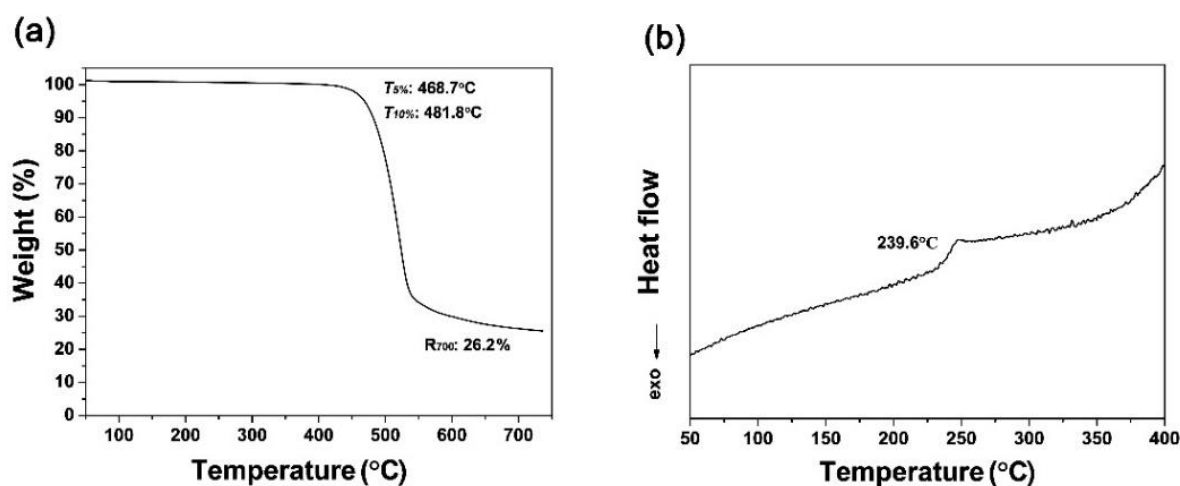 (a)
Weight (%)
100
90
80
70
60
50
40
30
20
10
0
T5%: 468.7°C
T10%: 481.8°C
R700: 26.2%
100 200 300 400 500 600 700
Temperature (°C)
(b)
Heat flow
exo
239.6°C
50 100 150 200 250 300 350 400
Temperature (°C)